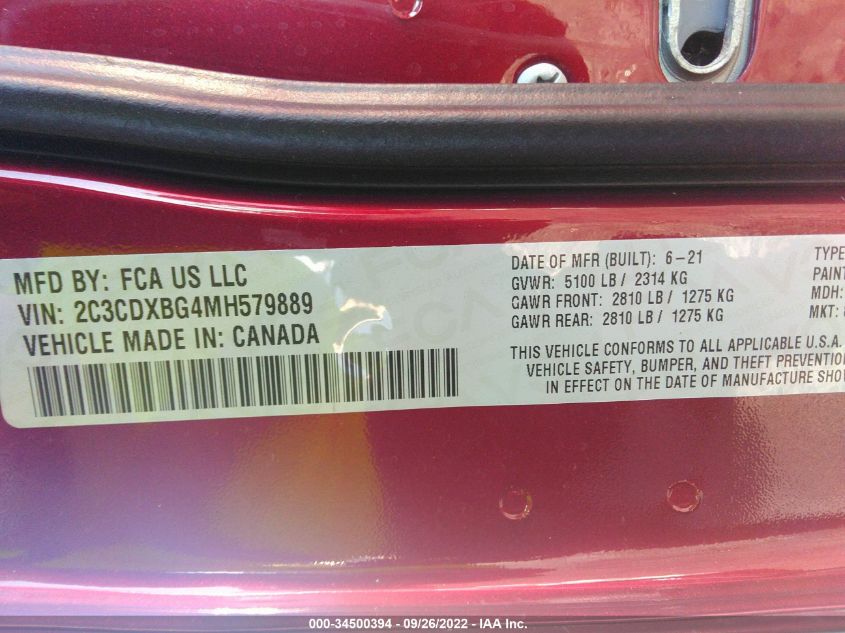 MFD BY: FCA US LLC
VIN: 2C3CDXBG4MH579889
VEHICLE MADE IN: CANADA
DATE OF MFR (BUILT): 6-21
GVWR: 5100 LB / 2314 KG
GAWR FRONT: 2810 LB / 1275 KG
GAWR REAR: 2810 LB / 1275 KG
THIS VEHICLE CONFORMS TO ALL APPLICABLE U.S.A.
VEHICLE SAFETY, BUMPER, AND THEFT PREVENTION
IN EFFECT ON THE DATE OF MANUFACTURE SHO
TYPE
PAINT
MDH:
MKT:
000-34500394 - 09/26/2022 - IAA Inc.